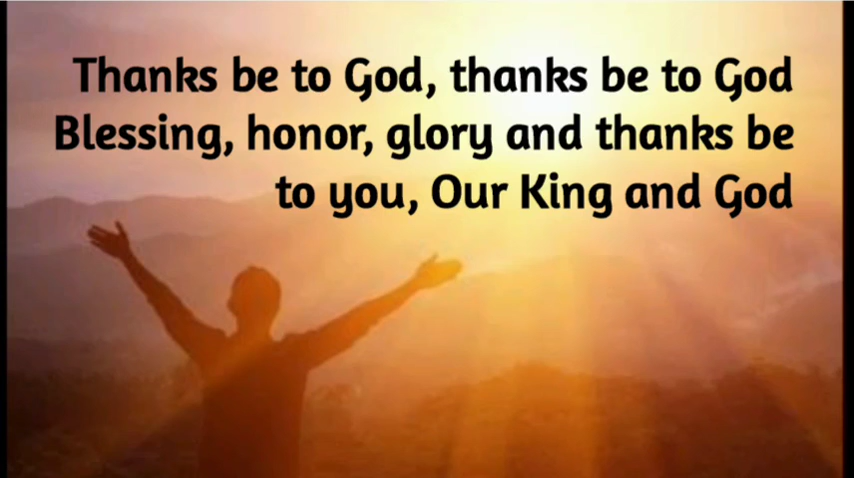 Thanks be to God, thanks be to God
Blessing, honor, glory and thanks be
to you, Our King and God